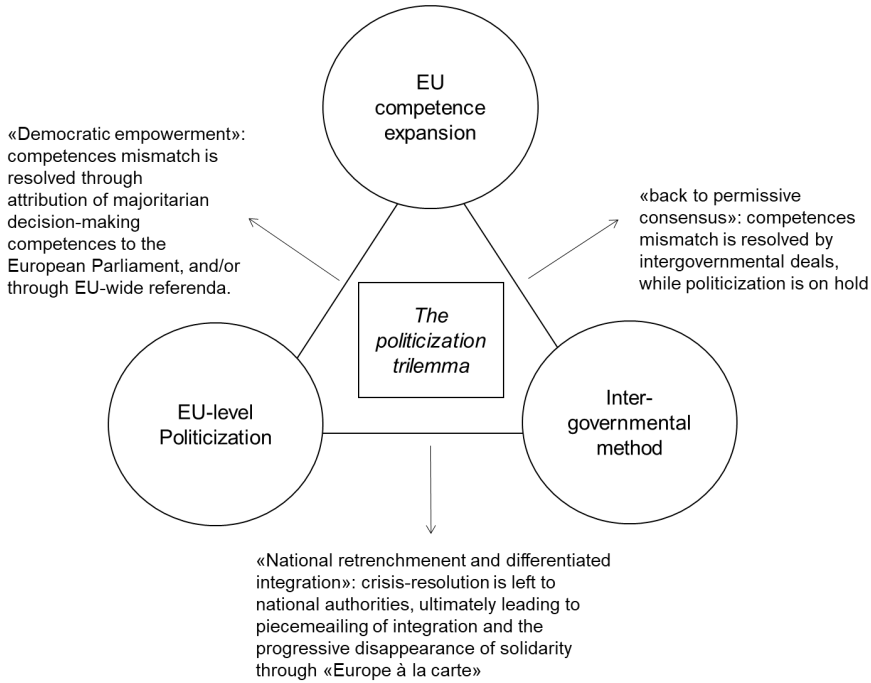 EU
competence
expansion
«Democratic empowerment»:
competences mismatch is
resolved through
attribution of majoritarian
decision-making
competences to the
European Parliament, and/or
through EU-wide referenda.
«back to permissive
consensus»: competences
mismatch is resolved by
intergovernmental deals,
while politicization is on hold
The
politicization
trilemma
EU-level
Politicization
Inter-
governmental
method
«National retrenchmenent and differentiated
integration»: crisis-resolution is left to
national authorities, ultimately leading to
piecemealing of integration and the
progressive disappearance of solidarity
through «Europe à la carte»